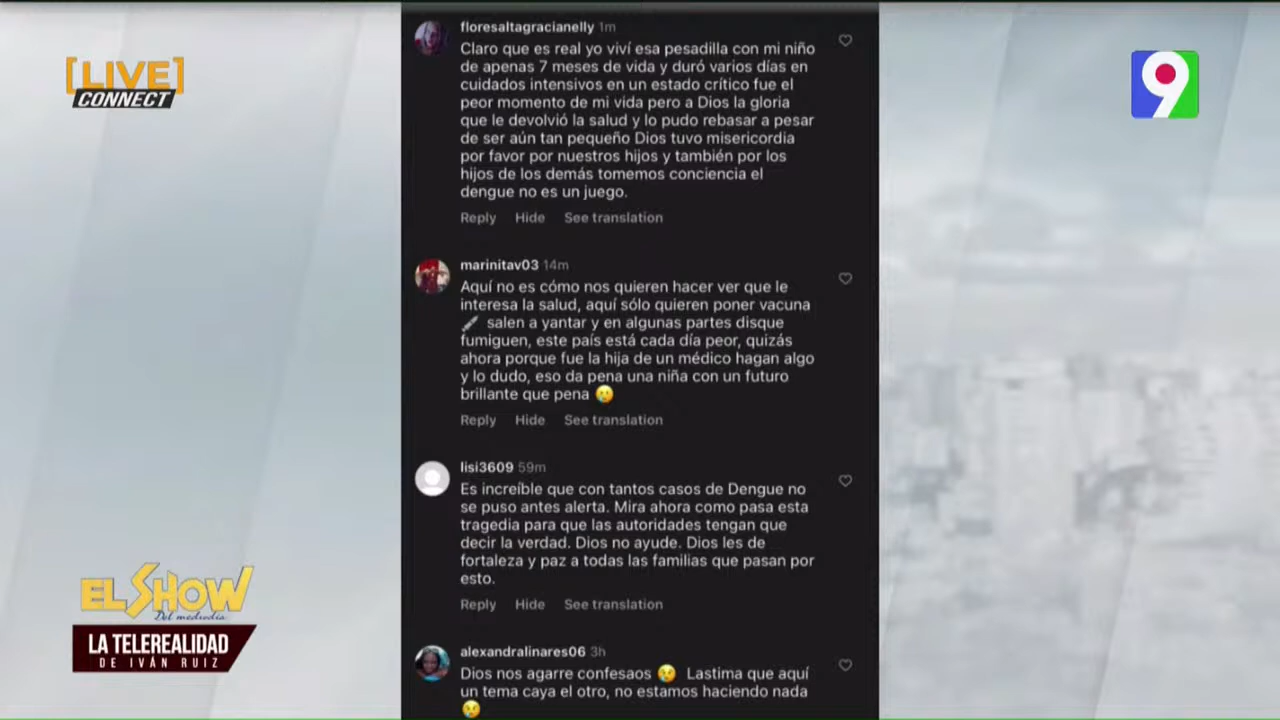 [LIVE]
CONNECT
9
floresaltagracianelly 1m
Claro que es real yo viví esa pesadilla con mi niño
de apenas 7 meses de vida y duró varios días en
cuidados intensivos en un estado crítico fue el
peor momento de mi vida pero a Dios la gloria
que le devolvió la salud y lo pudo rebasar a pesar
de ser aún tan pequeño Dios tuvo misericordia
por favor por nuestros hijos y también por los
hijos de los demás tomemos conciencia el
dengue no es un juego.
Reply Hide See translation
marinitav03 14m
Aquí no es cómo nos quieren hacer ver que le
interesa la salud, aquí sólo quieren poner vacuna
💉 salen a yantar y en algunas partes disque
fumiguen, este país está cada día peor, quizás
ahora porque fue la hija de un médico hagan algo
y lo dudo, eso da pena una niña con un futuro
brillante que pena 🥲
Reply Hide See translation
lisi3609 59m
Es increíble que con tantos casos de Dengue no
se puso antes alerta. Mira ahora como pasa esta
tragedia para que las autoridades tengan que
decir la verdad. Dios no ayude. Dios les de
fortaleza y paz a todas las familias que pasan por
esto.
Reply Hide See translation
alexandralinares06 3h
Dios nos agarre confesaos 😢 Lastima que aquí
un tema caya el otro, no estamos haciendo nada
😢
EL SHOW
Del mediodía
LA TELEREALIDAD
DE IVÁN RUIZ